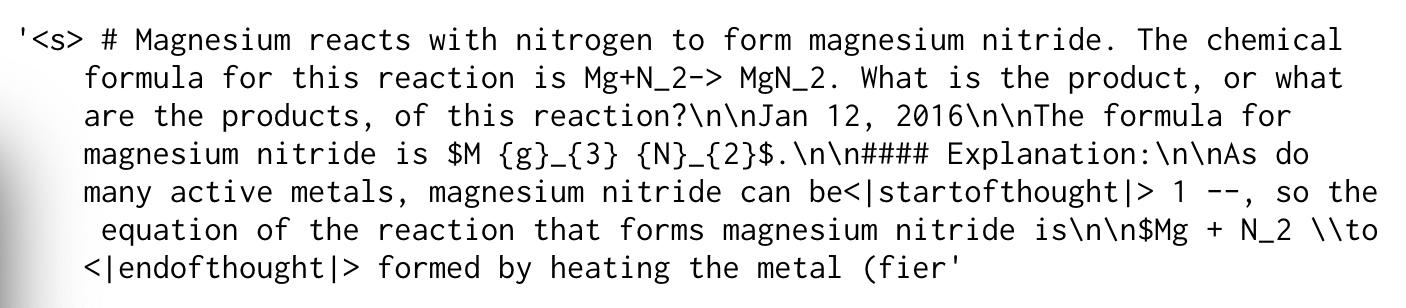 '<s> # Magnesium reacts with nitrogen to form magnesium nitride. The chemical
formula for this reaction is Mg+N_2-> MgN_2. What is the product, or what
are the products, of this reaction?\n\nJan 12, 2016\n\nThe formula for
magnesium nitride is $M {g}_{3} {N}_{2}$.\n\n#### Explanation:\n\nAs do
many active metals, magnesium nitride can be<|startofthought|> 1 --, so the
equation of the reaction that forms magnesium nitride is\n\n$Mg + N_2 \\to
<|endofthought|> formed by heating the metal (fier'